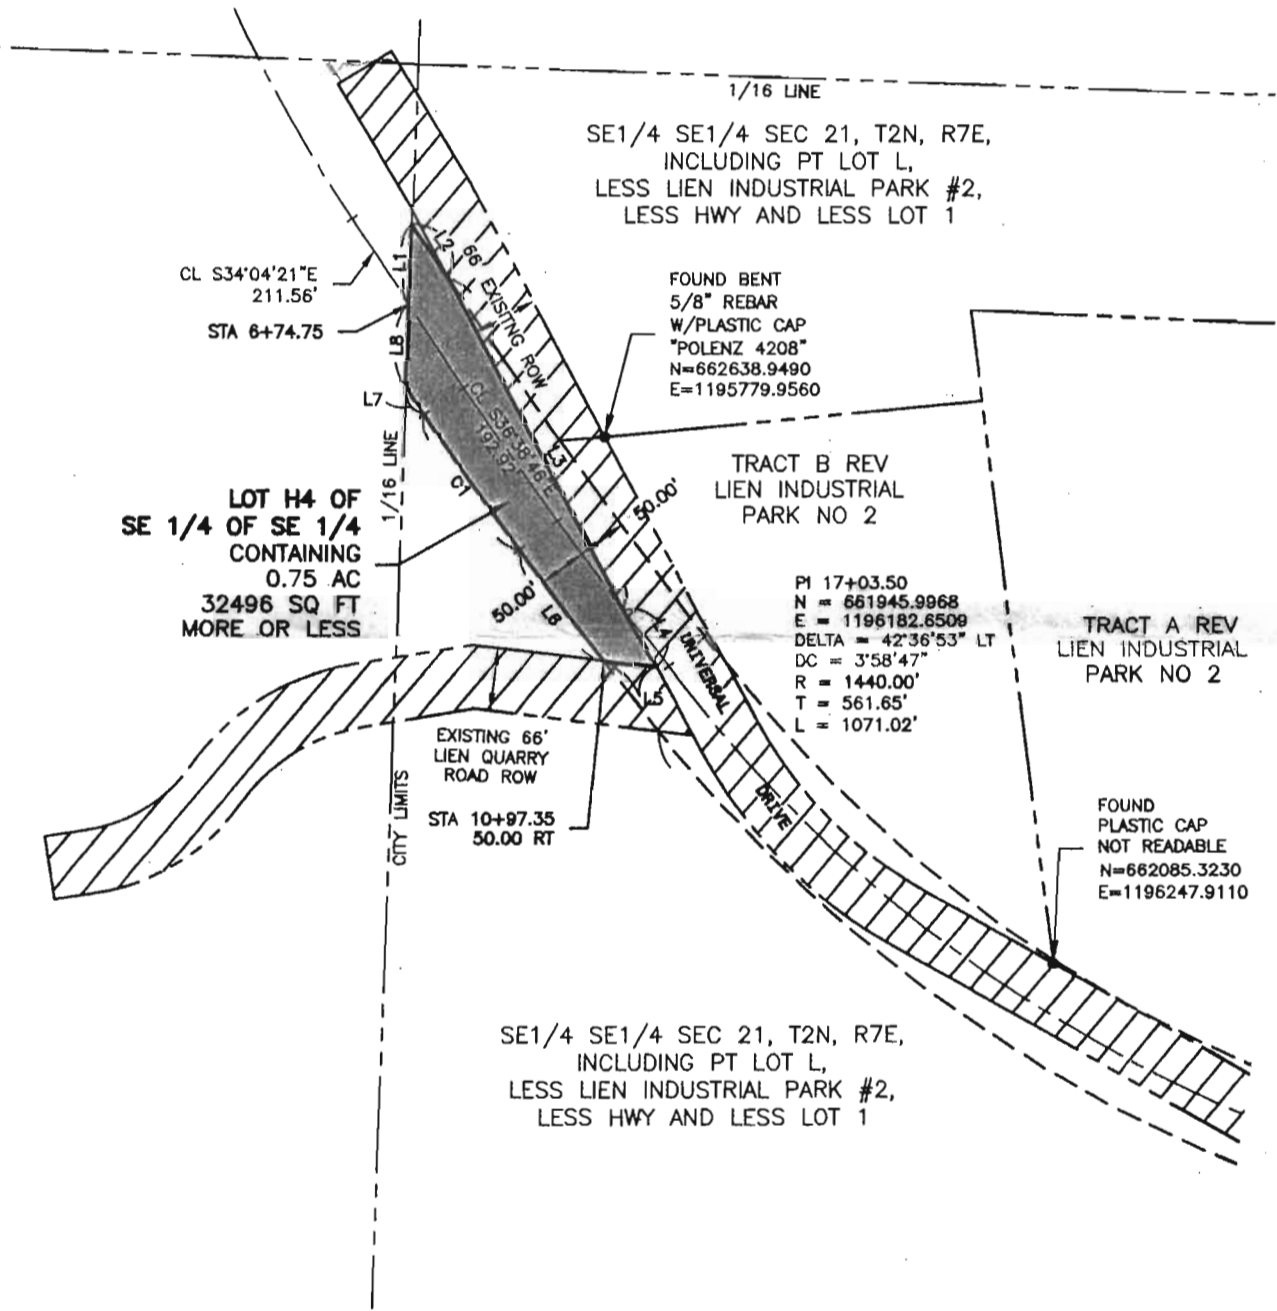 1/16 LINE
SE1/4 SE1/4 SEC 21, T2N, R7E,
INCLUDING PT LOT L,
LESS LIEN INDUSTRIAL PARK #2,
LESS HWY AND LESS LOT 1
CL S34°04'21"E
211.56'
STA 6+74.75
L1
L2
66' EXISTING ROW
L8
L7
FOUND BENT
5/8" REBAR
W/PLASTIC CAP
"POLENZ 4208"
N=662638.9490
E=1195779.9560
CL S36°38'46"E
192.92'
L3
C1
1/16 LINE
TRACT B REV
LIEN INDUSTRIAL
PARK NO 2
50.00'
LOT H4 OF
SE 1/4 OF SE 1/4
CONTAINING
0.75 AC
32496 SQ FT
MORE OR LESS
50.00'
L6
L4
L5
UNIVERSAL
DRIVE
PI 17+03.50
N = 661945.9968
E = 1196182.6509
DELTA = 42°36'53" LT
DC = 3°58'47"
R = 1440.00'
T = 561.65'
L = 1071.02'
TRACT A REV
LIEN INDUSTRIAL
PARK NO 2
EXISTING 66'
LIEN QUARRY
ROAD ROW
STA 10+97.35
50.00 RT
CITY LIMITS
FOUND
PLASTIC CAP
NOT READABLE
N=662085.3230
E=1196247.9110
SE1/4 SE1/4 SEC 21, T2N, R7E,
INCLUDING PT LOT L,
LESS LIEN INDUSTRIAL PARK #2,
LESS HWY AND LESS LOT 1